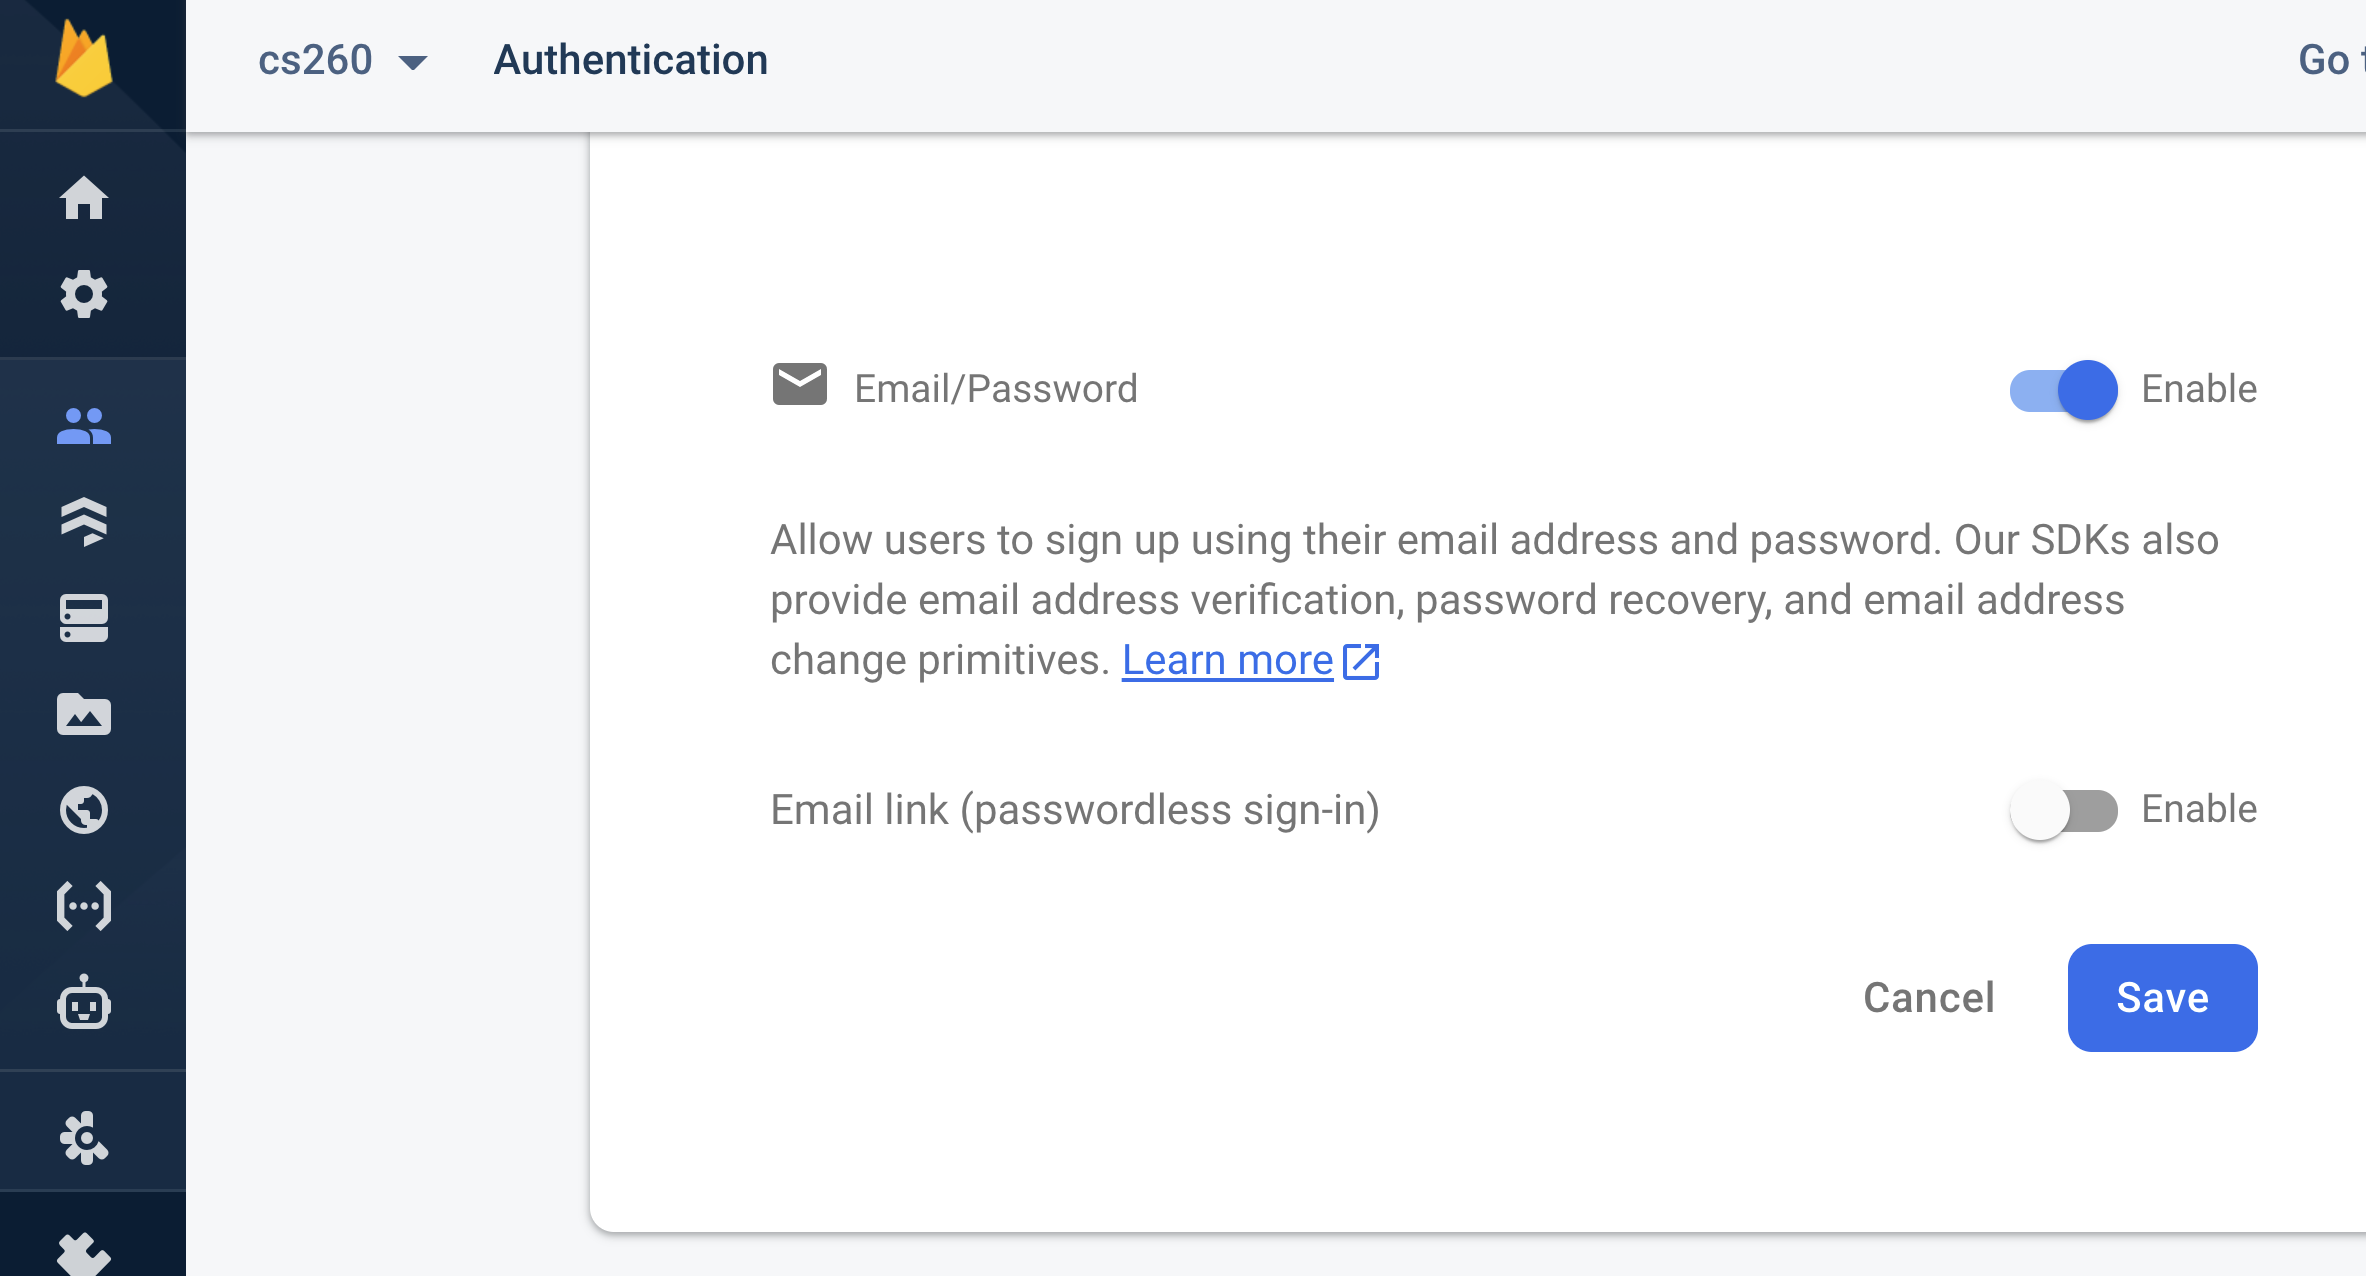 cs260
Authentication
Go t
Email/Password
Enable
Allow users to sign up using their email address and password. Our SDKs also
provide email address verification, password recovery, and email address
change primitives. Learn more
Email link (passwordless sign-in)
Enable
Cancel
Save